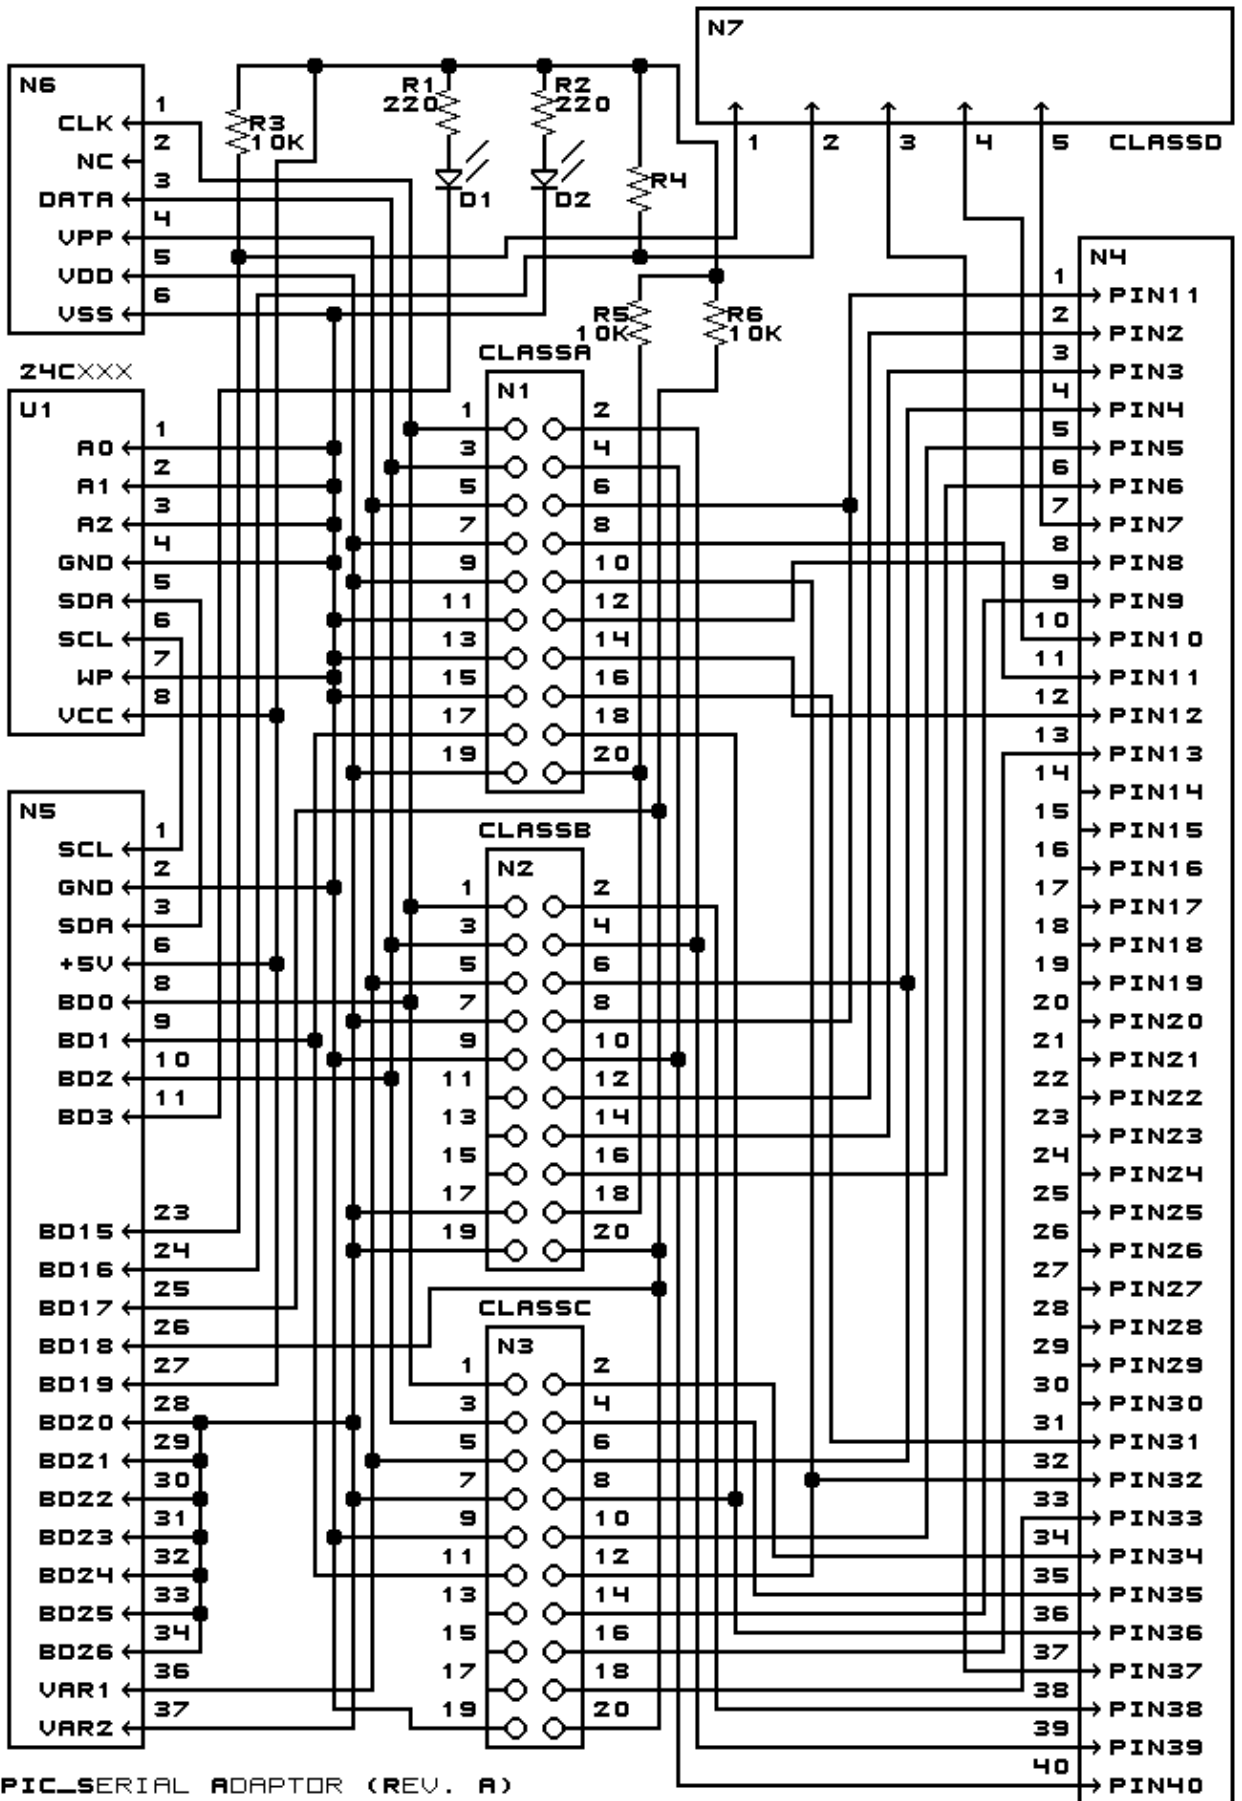 N7
1 2 3 4 5 CLASSD
N6
1
CLK
2
NC
3
DATA
4
VPP
5
VDD
6
VSS
R1
220
R2
220
R3
10K
D1
D2
R4
R5
10K
R6
10K
24CXXX
U1
1
A0
2
A1
3
A2
4
GND
5
SDA
6
SCL
7
WP
8
VCC
N5
1
SCL
2
GND
3
SDA
6
+5V
8
BD0
9
BD1
10
BD2
11
BD3
23
BD15
24
BD16
25
BD17
26
BD18
27
BD19
28
BD20
29
BD21
30
BD22
31
BD23
32
BD24
33
BD25
34
BD26
36
VAR1
37
VAR2
CLASSA
N1
1 2
3 4
5 6
7 8
9 10
11 12
13 14
15 16
17 18
19 20
CLASSB
N2
1 2
3 4
5 6
7 8
9 10
11 12
13 14
15 16
17 18
19 20
CLASSC
N3
1 2
3 4
5 6
7 8
9 10
11 12
13 14
15 16
17 18
19 20
N4
1
PIN11
2
PIN2
3
PIN3
4
PIN4
5
PIN5
6
PIN6
7
PIN7
8
PIN8
9
PIN9
10
PIN10
11
PIN11
12
PIN12
13
PIN13
14
PIN14
15
PIN15
16
PIN16
17
PIN17
18
PIN18
19
PIN19
20
PIN20
21
PIN21
22
PIN22
23
PIN23
24
PIN24
25
PIN25
26
PIN26
27
PIN27
28
PIN28
29
PIN29
30
PIN30
31
PIN31
32
PIN32
33
PIN33
34
PIN34
35
PIN35
36
PIN36
37
PIN37
38
PIN38
39
PIN39
40
PIN40
PIC_SERIAL ADAPTOR (REV. A)